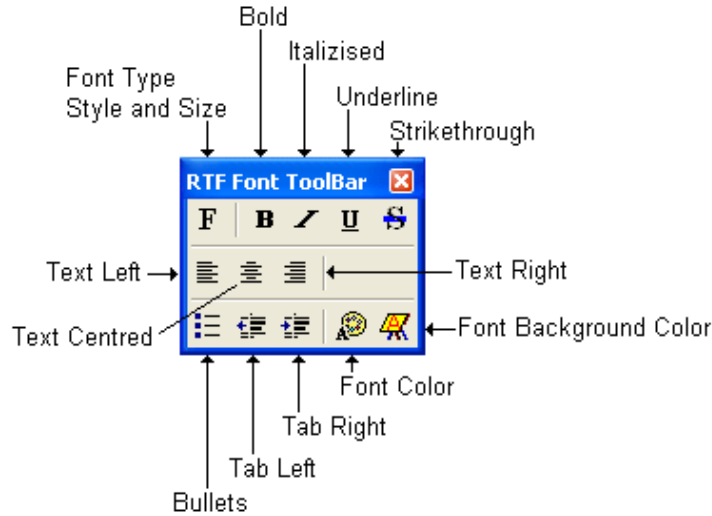 Bold
Italizised
Font Type
Style and Size
Underline
Strikethrough
RTF Font ToolBar
F B I U S
Text Left
Text Right
Text Centred
Font Background Color
Font Color
Tab Right
Tab Left
Bullets